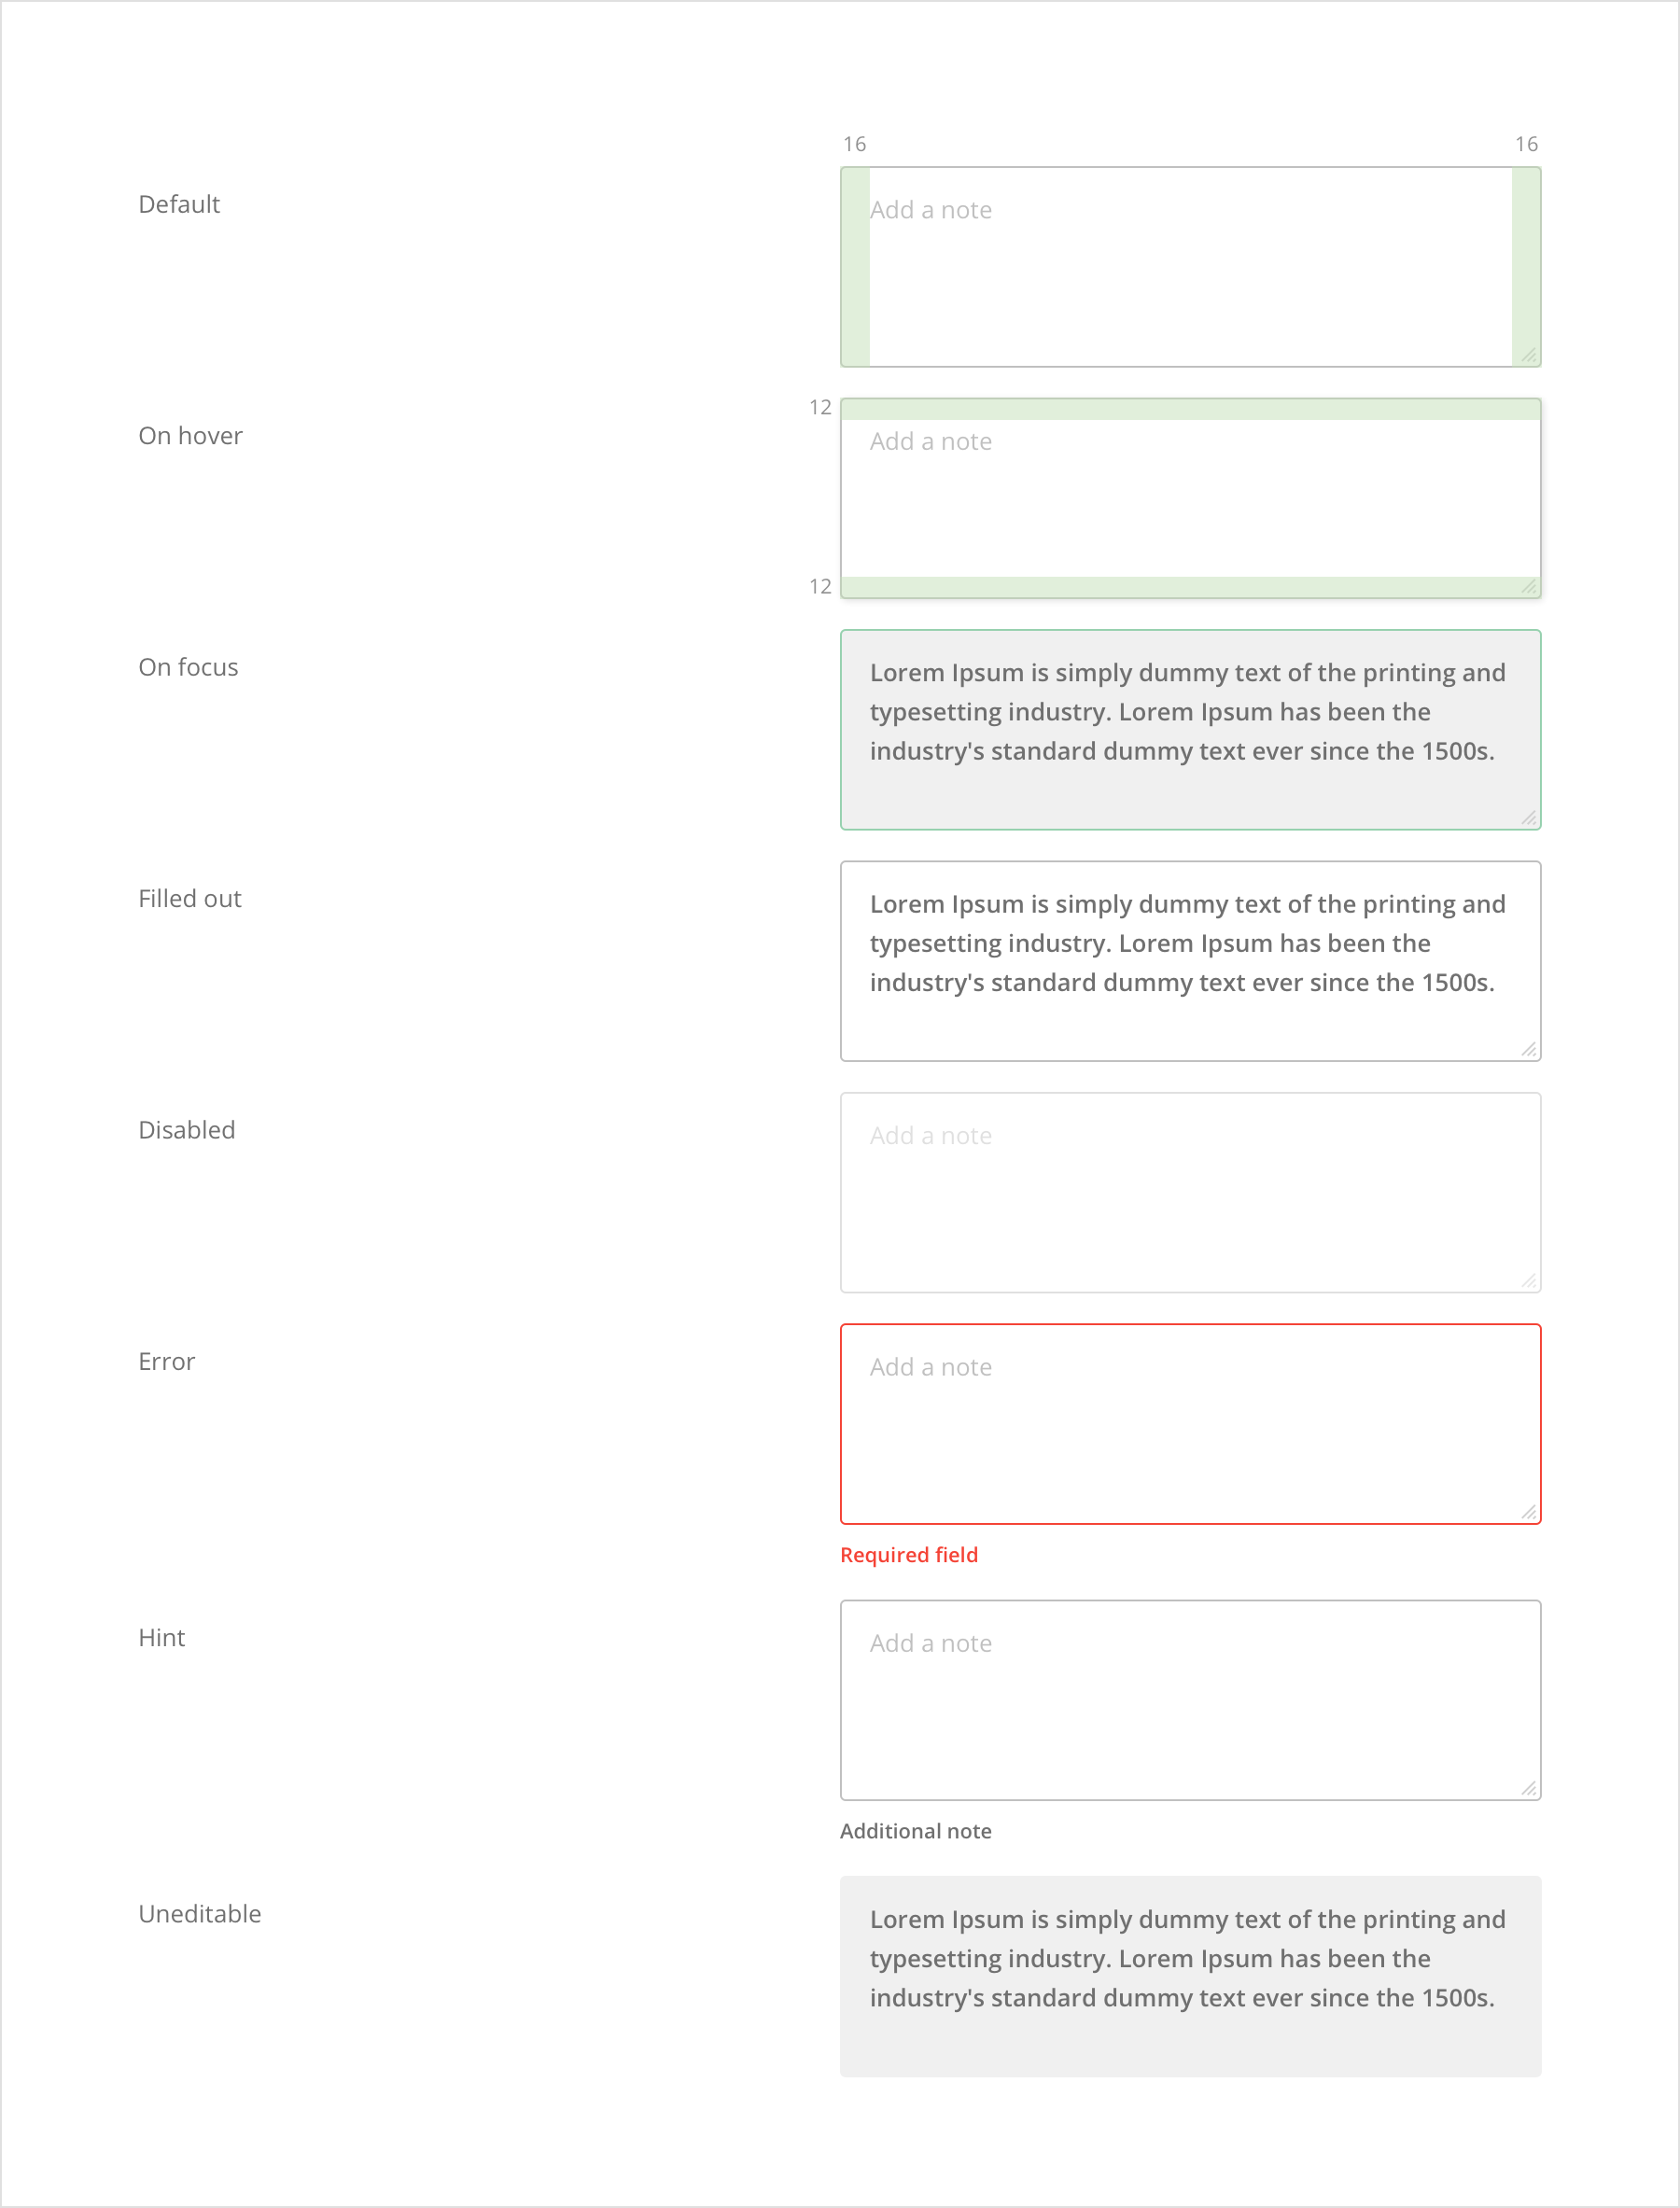 16 16
Default
Add a note
12
On hover
Add a note
12
On focus
Lorem Ipsum is simply dummy text of the printing and
typesetting industry. Lorem Ipsum has been the
industry's standard dummy text ever since the 1500s.
Filled out
Lorem Ipsum is simply dummy text of the printing and
typesetting industry. Lorem Ipsum has been the
industry's standard dummy text ever since the 1500s.
Disabled
Add a note
Error
Add a note
Required field
Hint
Add a note
Additional note
Uneditable
Lorem Ipsum is simply dummy text of the printing and
typesetting industry. Lorem Ipsum has been the
industry's standard dummy text ever since the 1500s.